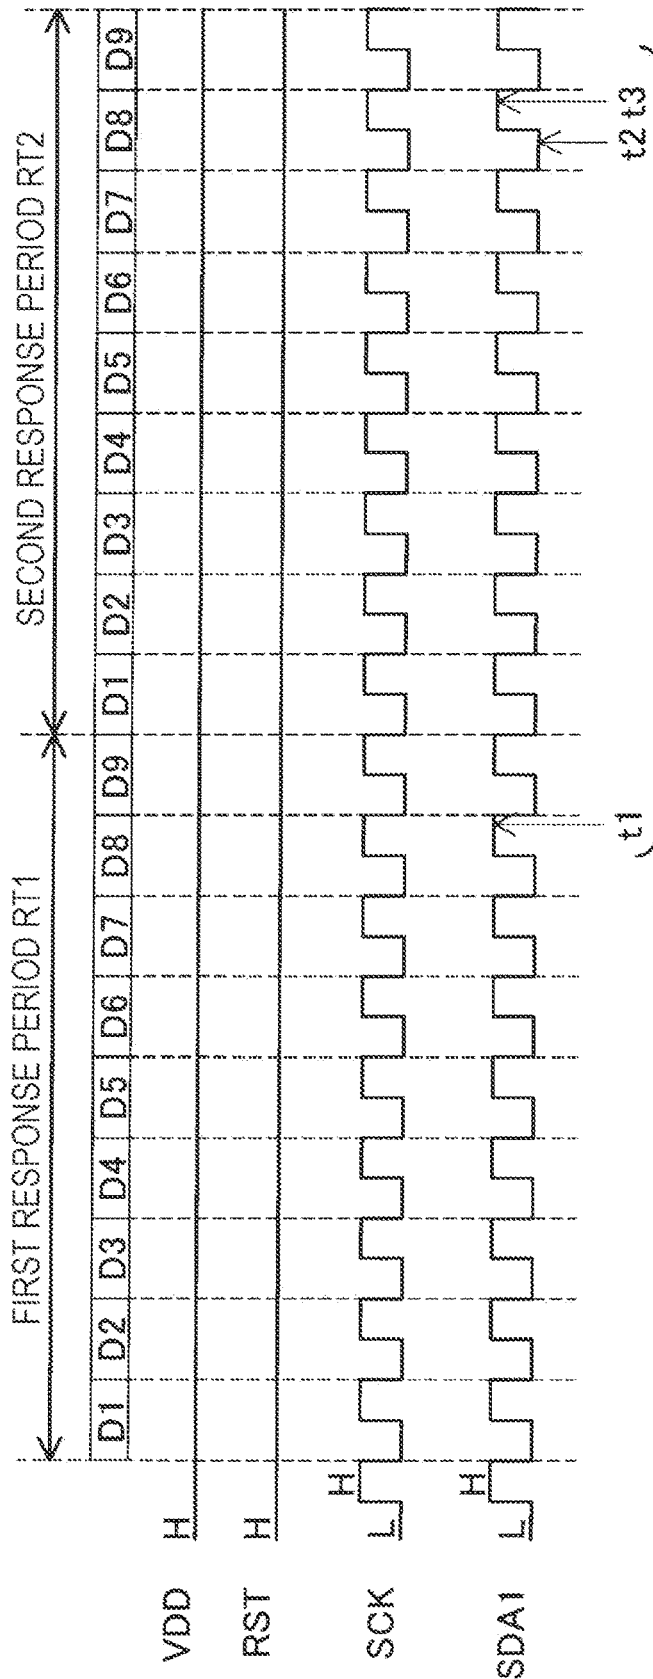 FIRST RESPONSE PERIOD RT1 SECOND RESPONSE PERIOD RT2
D1 D2 D3 D4 D5 D6 D7 D8 D9 D1 D2 D3 D4 D5 D6 D7 D8 D9
VDD H
RST H
SCK L H
SDA1 L H
t1 t2 t3